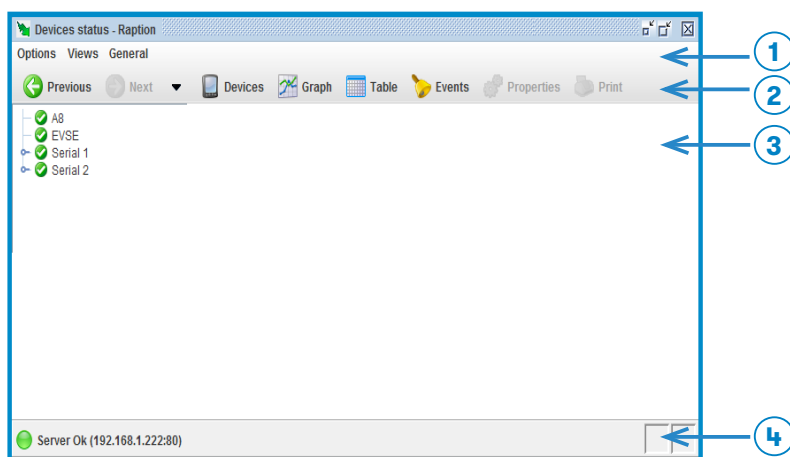 Devices status - Raption
Options Views General
Previous Next Devices Graph Table Events Properties Print
A8
EVSE
Serial 1
Serial 2
Server Ok (192.168.1.222:80)
1
2
3
4